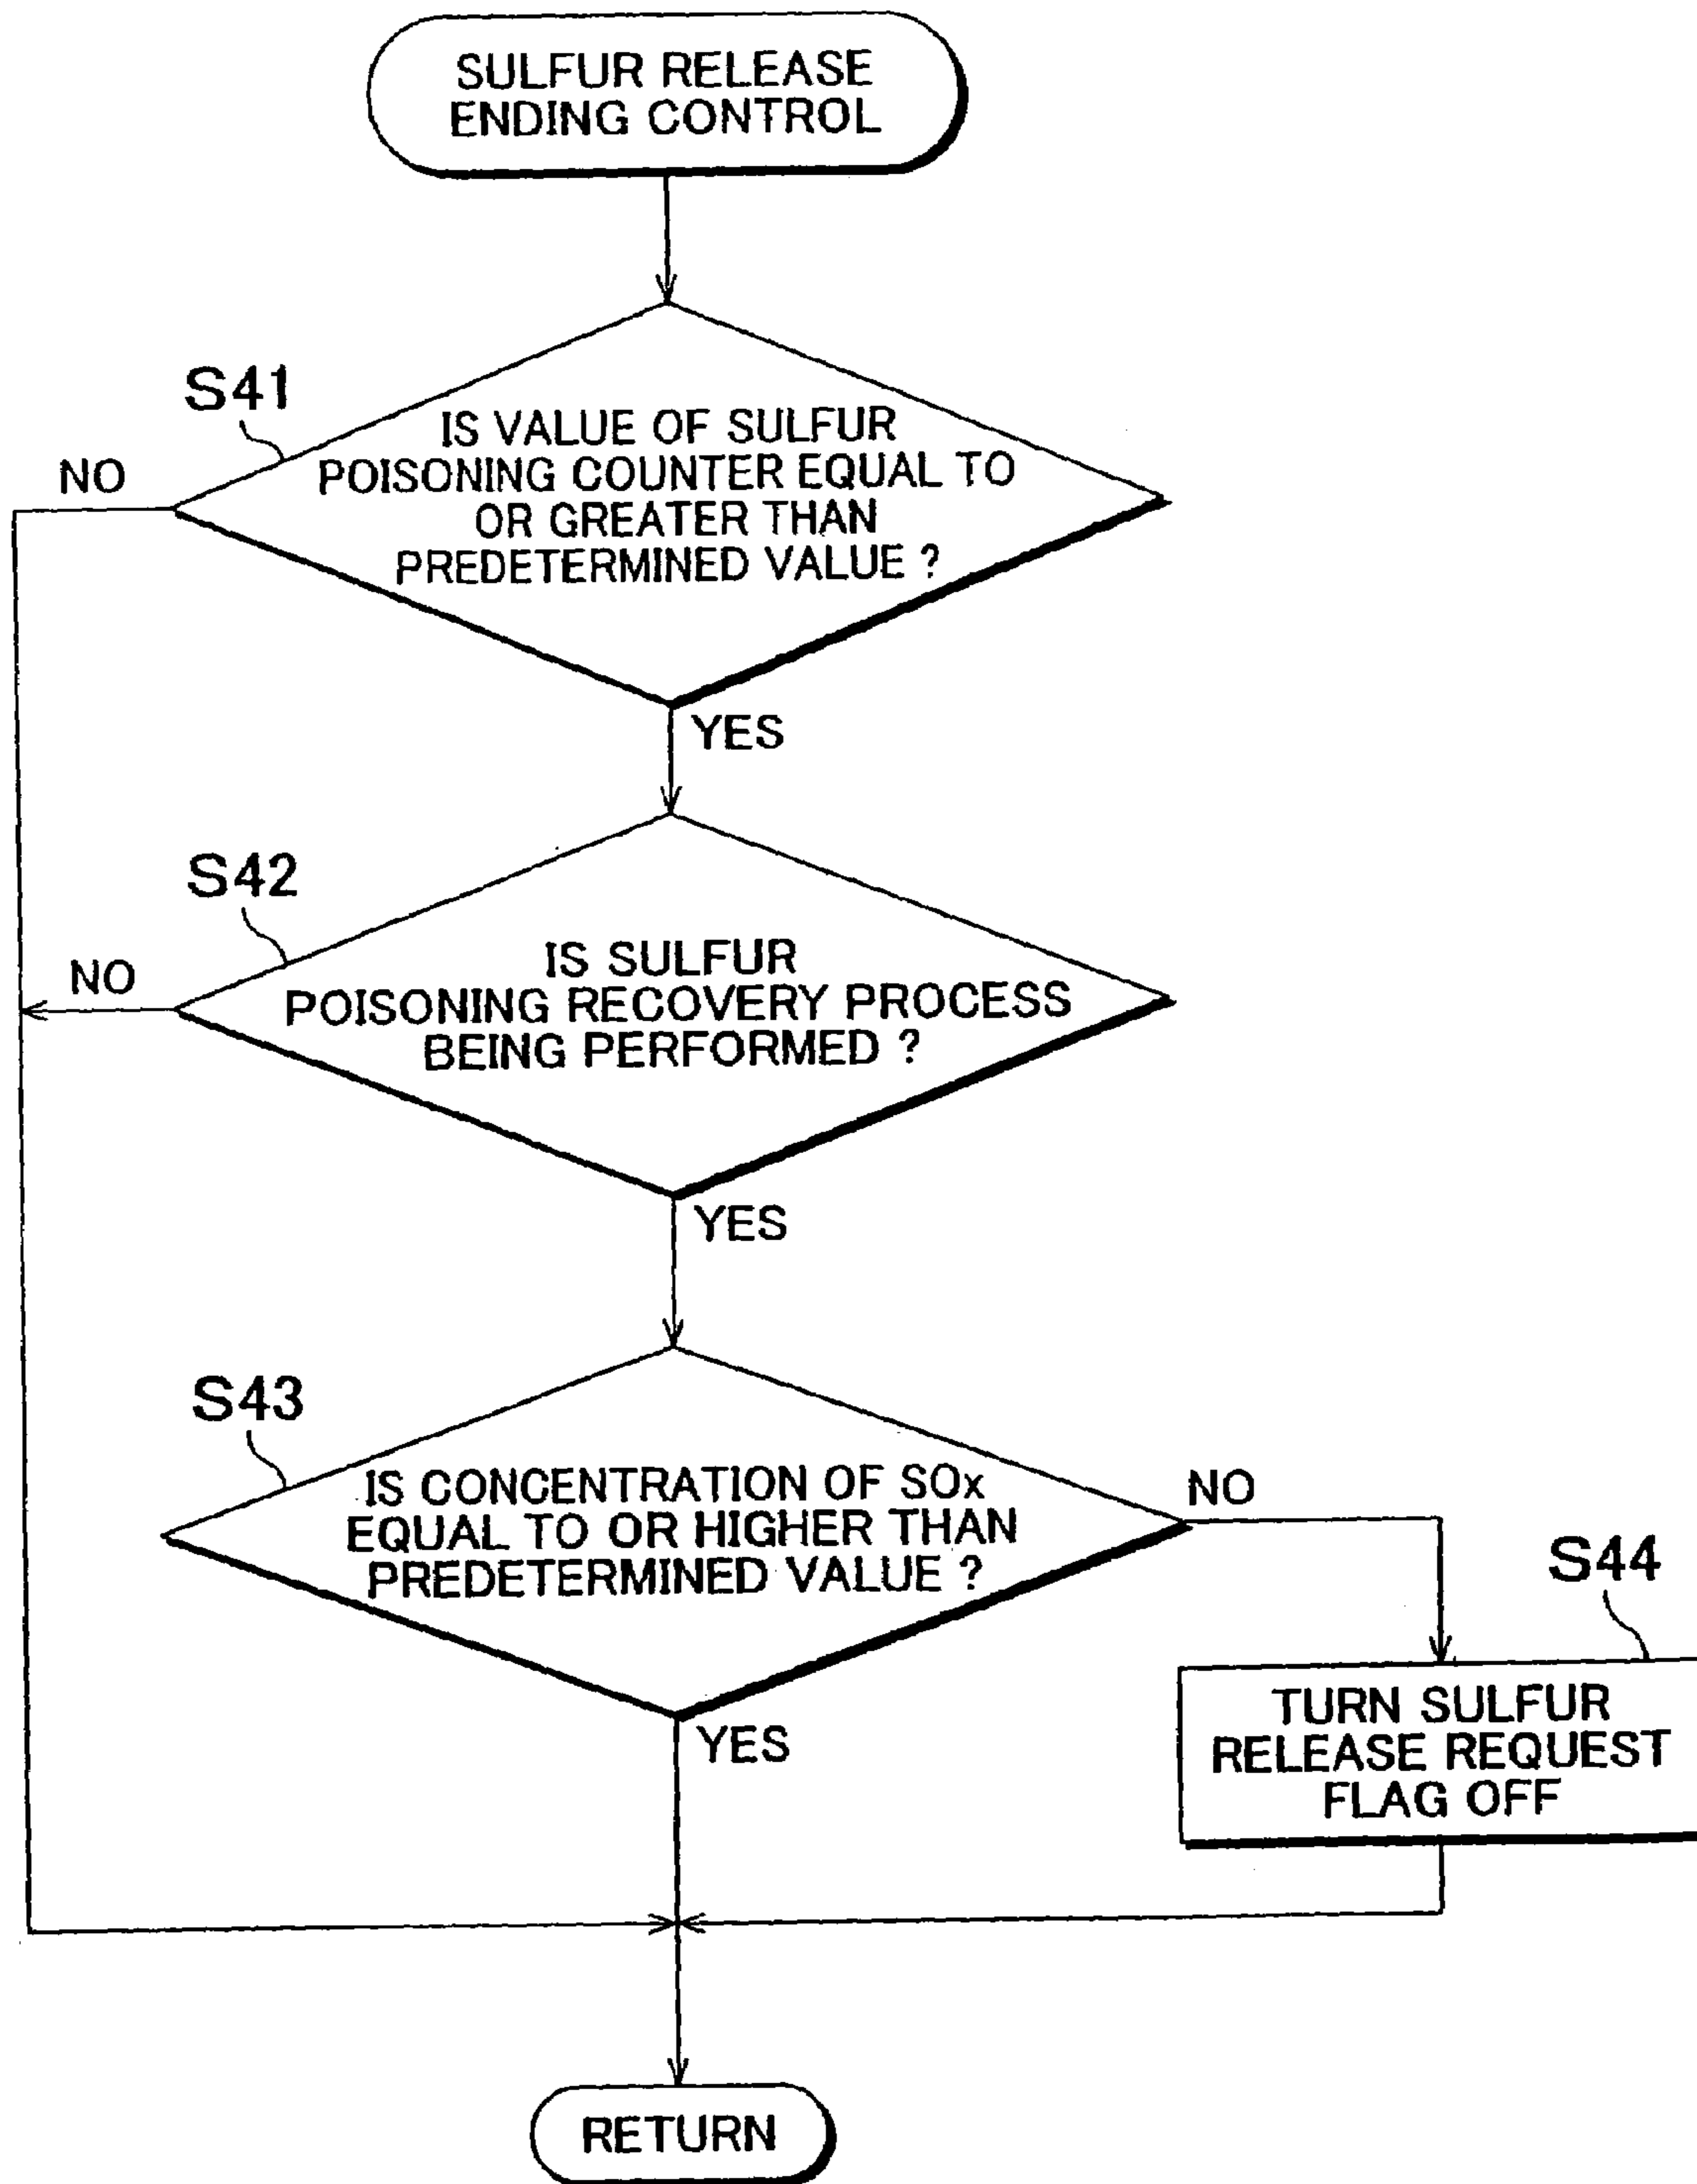 SULFUR RELEASE
ENDING CONTROL
S41
IS VALUE OF SULFUR
POISONING COUNTER EQUAL TO
OR GREATER THAN
PREDETERMINED VALUE ?
NO
YES
S42
IS SULFUR
POISONING RECOVERY PROCESS
BEING PERFORMED ?
NO
YES
S43
IS CONCENTRATION OF SOx
EQUAL TO OR HIGHER THAN
PREDETERMINED VALUE ?
NO
YES
S44
TURN SULFUR
RELEASE REQUEST
FLAG OFF
RETURN